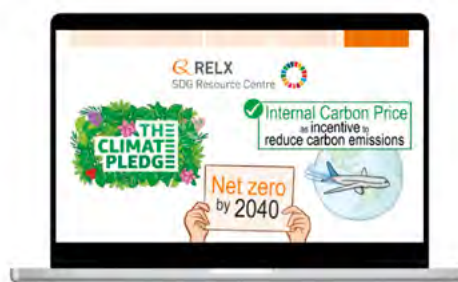 RELX
SDG Resource Centre
THE
CLIMATE
PLEDGE
Internal Carbon Price
as incentive to
reduce carbon emissions
Net zero
by 2040